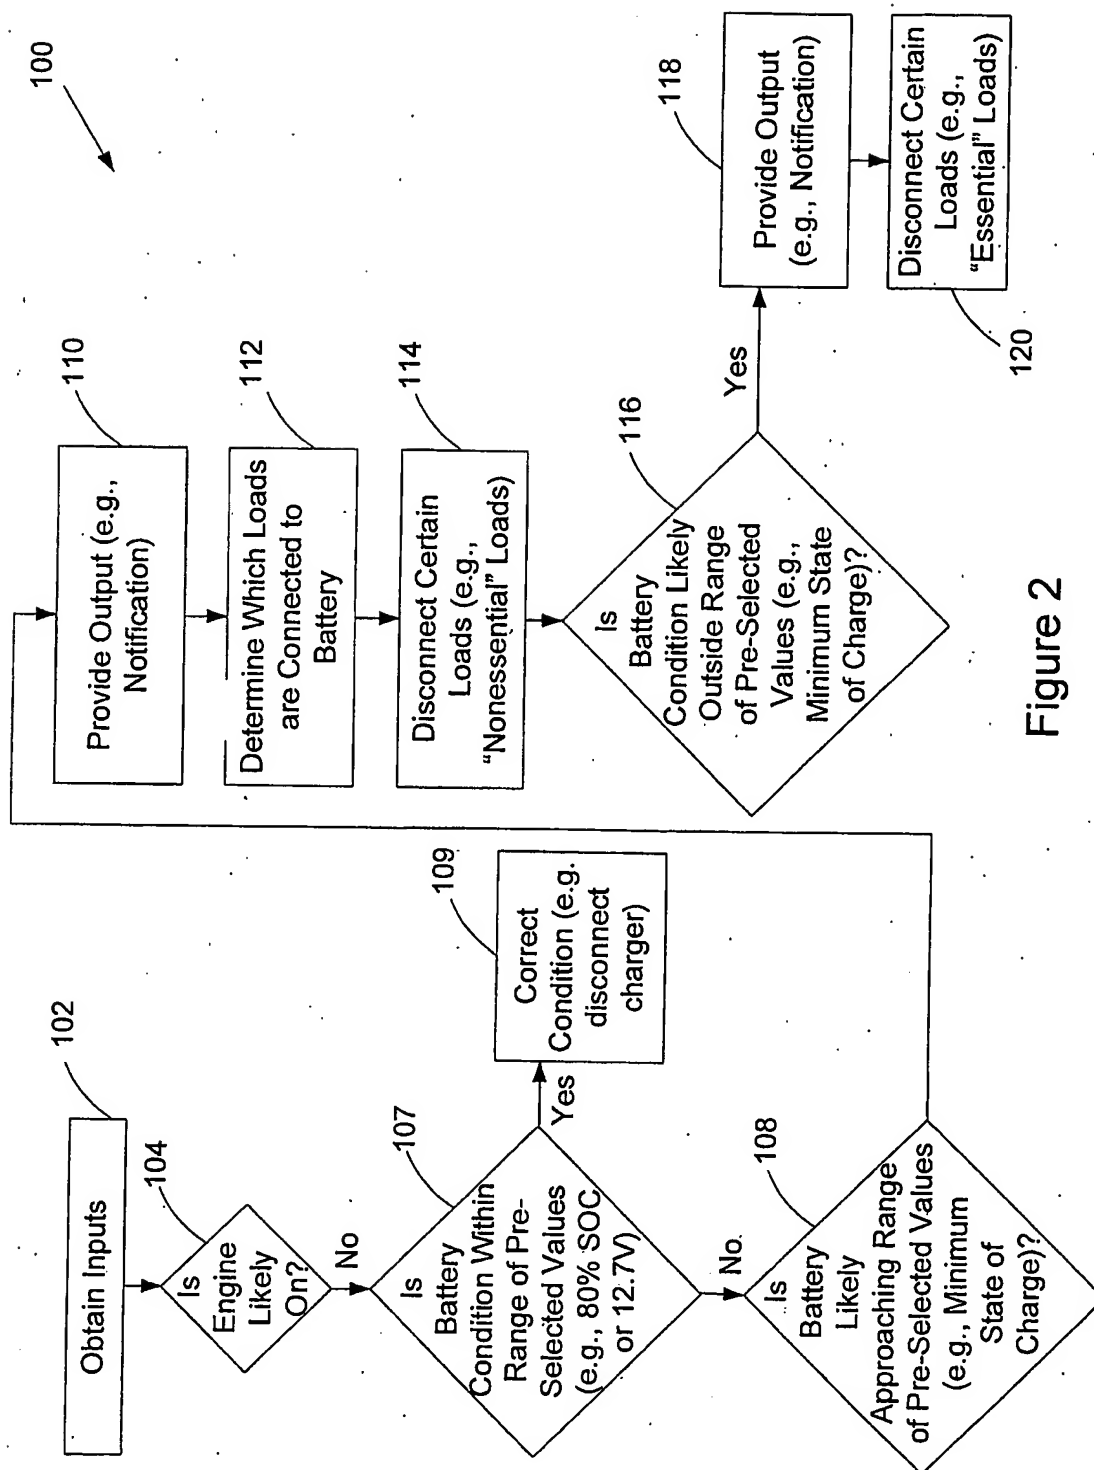 100
102
Obtain Inputs
104
Is
Engine
Likely
On?
No
107
Is
Battery
Condition Within
Range of Pre-
Selected Values
(e.g., 80% SOC
or 12.7V)
Yes
109
Correct
Condition (e.g.
disconnect
charger)
No
108
Is
Battery
Likely
Approaching Range
of Pre-Selected Values
(e.g., Minimum
State of
Charge)?
110
Provide Output (e.g.,
Notification)
112
Determine Which Loads
are Connected to
Battery
114
Disconnect Certain
Loads (e.g.,
"Nonessential" Loads)
116
Is
Battery
Condition Likely
Outside Range
of Pre-Selected
Values (e.g.,
Minimum State
of Charge)?
Yes
118
Provide Output
(e.g., Notification)
120
Disconnect Certain
Loads (e.g.,
"Essential" Loads)
Figure 2